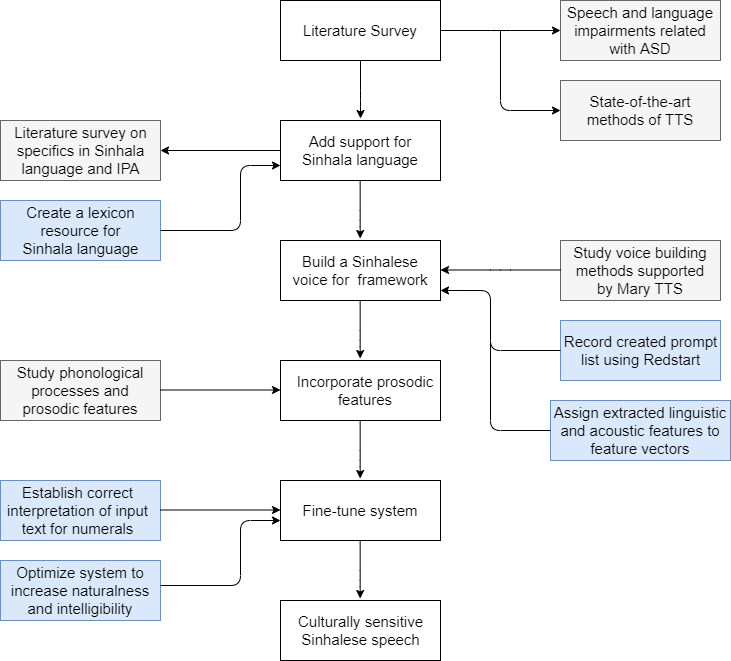 Literature Survey
Speech and language
impairments related
with ASD
State-of-the-art
methods of TTS
Literature survey on
specifics in Sinhala
language and IPA
Add support for
Sinhala language
Create a lexicon
resource for
Sinhala language
Build a Sinhalese
voice for framework
Study voice building
methods supported
by Mary TTS
Record created prompt
list using Redstart
Study phonological
processes and
prosodic features
Incorporate prosodic
features
Assign extracted linguistic
and acoustic features to
feature vectors
Establish correct
interpretation of input
text for numerals
Fine-tune system
Optimize system to
increase naturalness
and intelligibility
Culturally sensitive
Sinhalese speech